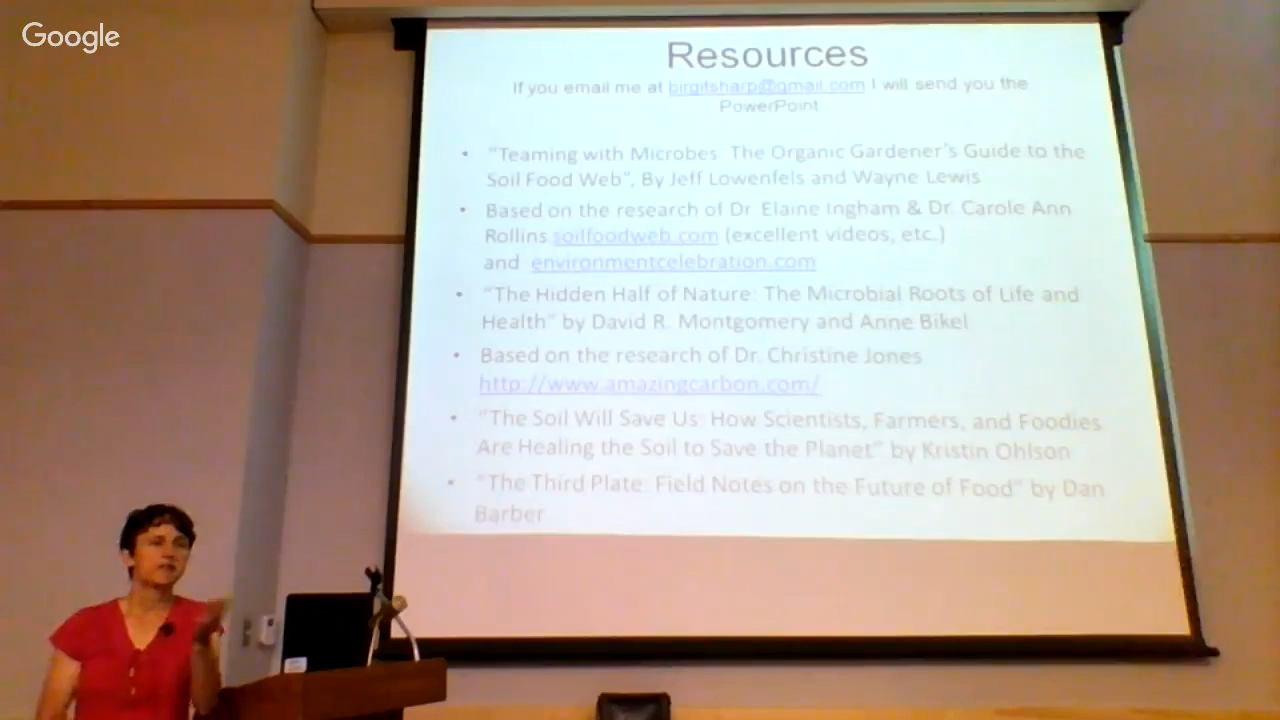 Google
Resources
If you email me at birgitsharp@gmail.com I will send you the
PowerPoint
• "Teaming with Microbes: The Organic Gardener's Guide to the
Soil Food Web", By Jeff Lowenfels and Wayne Lewis
• Based on the research of Dr. Elaine Ingham & Dr. Carole Ann
Rollins soilfoodweb.com (excellent videos, etc.)
and environmentcelebration.com
• "The Hidden Half of Nature: The Microbial Roots of Life and
Health" by David R. Montgomery and Anne Bikel
• Based on the research of Dr. Christine Jones
http://www.amazingcarbon.com/
• "The Soil Will Save Us: How Scientists, Farmers, and Foodies
Are Healing the Soil to Save the Planet" by Kristin Ohlson
• "The Third Plate: Field Notes on the Future of Food" by Dan
Barber